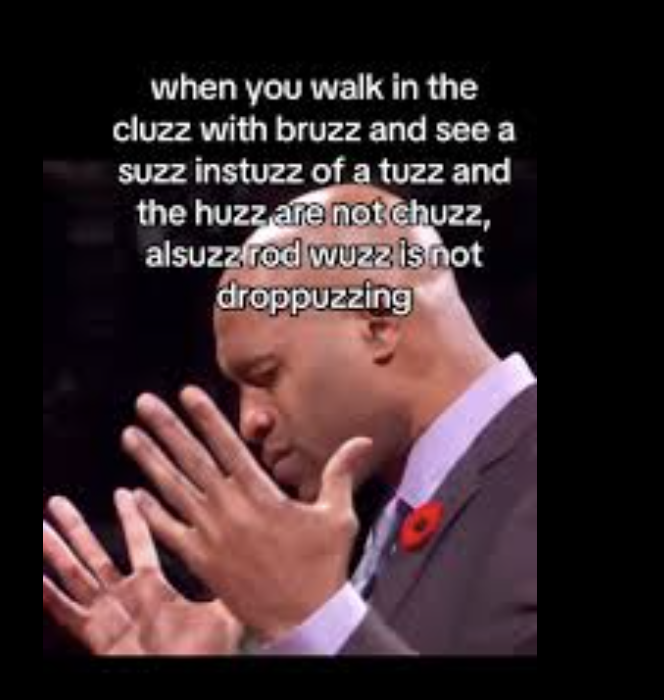 when you walk in the
cluzz with bruzz and see a
suzz instuzz of a tuzz and
the huzz are not chuzz,
alsuzz rod wuzz is not
droppuzzing